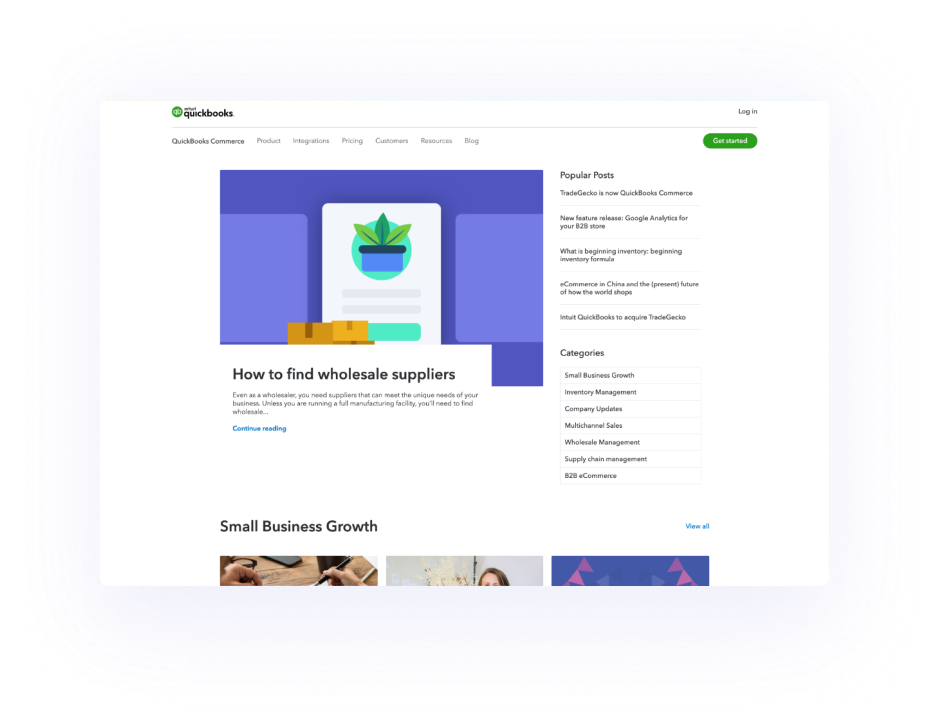 intuit
quickbooks.
Log in
QuickBooks Commerce Product Integrations Pricing Customers Resources Blog
Get started
How to find wholesale suppliers
Even as a wholesaler, you need suppliers that can meet the unique needs of your
business. Unless you are running a full manufacturing facility, you'll need to find
wholesale...
Continue reading
Popular Posts
TradeGecko is now QuickBooks Commerce
New feature release: Google Analytics for
your B2B store
What is beginning inventory: beginning
inventory formula
eCommerce in China and the (present) future
of how the world shops
Intuit QuickBooks to acquire TradeGecko
Categories
Small Business Growth
Inventory Management
Company Updates
Multichannel Sales
Wholesale Management
Supply chain management
B2B eCommerce
Small Business Growth
View all